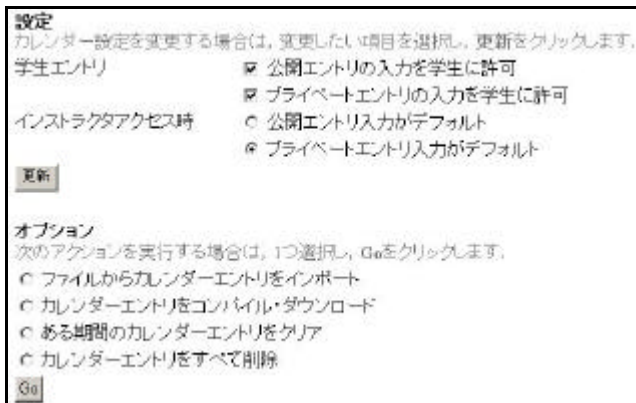 設定
カレンダー設定を変更する場合は，変更したい項目を選択し，更新をクリックします．
学生エントリ 公開エントリの入力を学生に許可
プライベートエントリの入力を学生に許可
インストラクタアクセス時 公開エントリ入力がデフォルト
プライベートエントリ入力がデフォルト
更新
オプション
次のアクションを実行する場合は，1つ選択し，Goをクリックします．
ファイルからカレンダーエントリをインポート
カレンダーエントリをコンパイル・ダウンロード
ある期間のカレンダーエントリをクリア
カレンダーエントリをすべて削除
Go